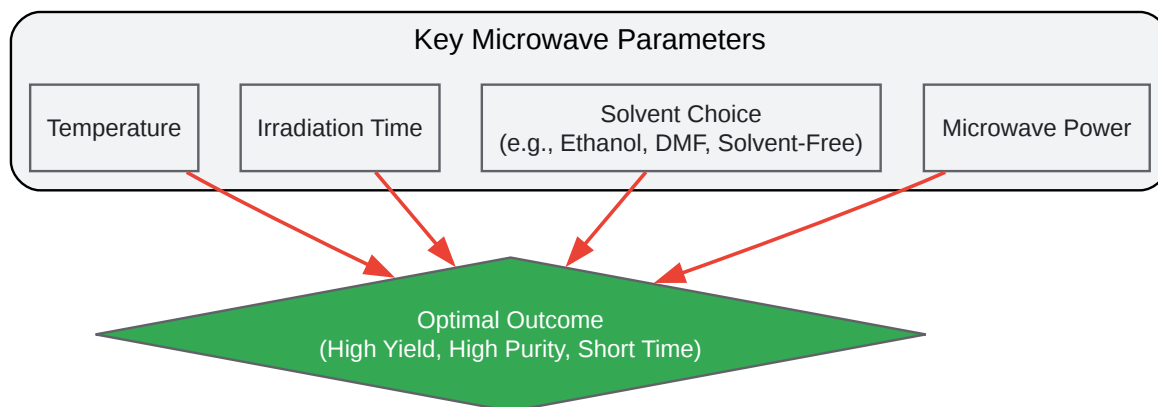 Key Microwave Parameters
Temperature
Irradiation Time
Solvent Choice
(e.g., Ethanol, DMF, Solvent-Free)
Microwave Power
Optimal Outcome
(High Yield, High Purity, Short Time)